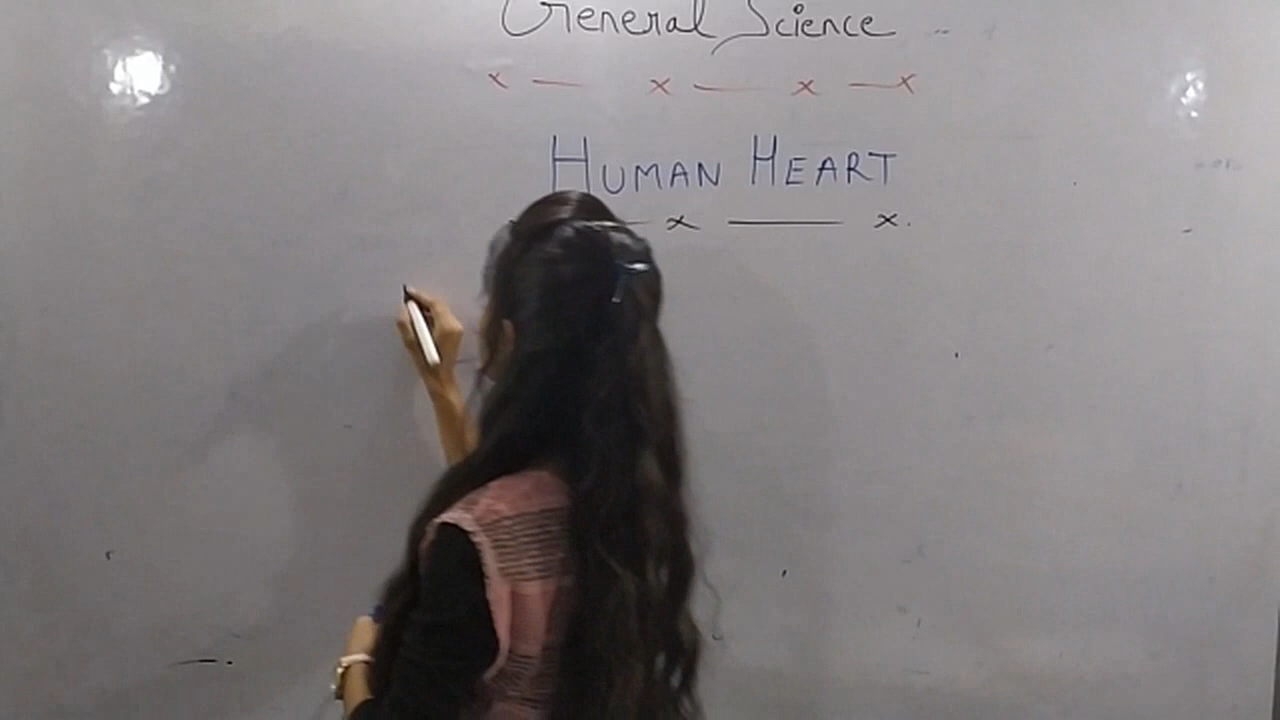 General Science
x — x — x — x
HUMAN HEART
— x — x.